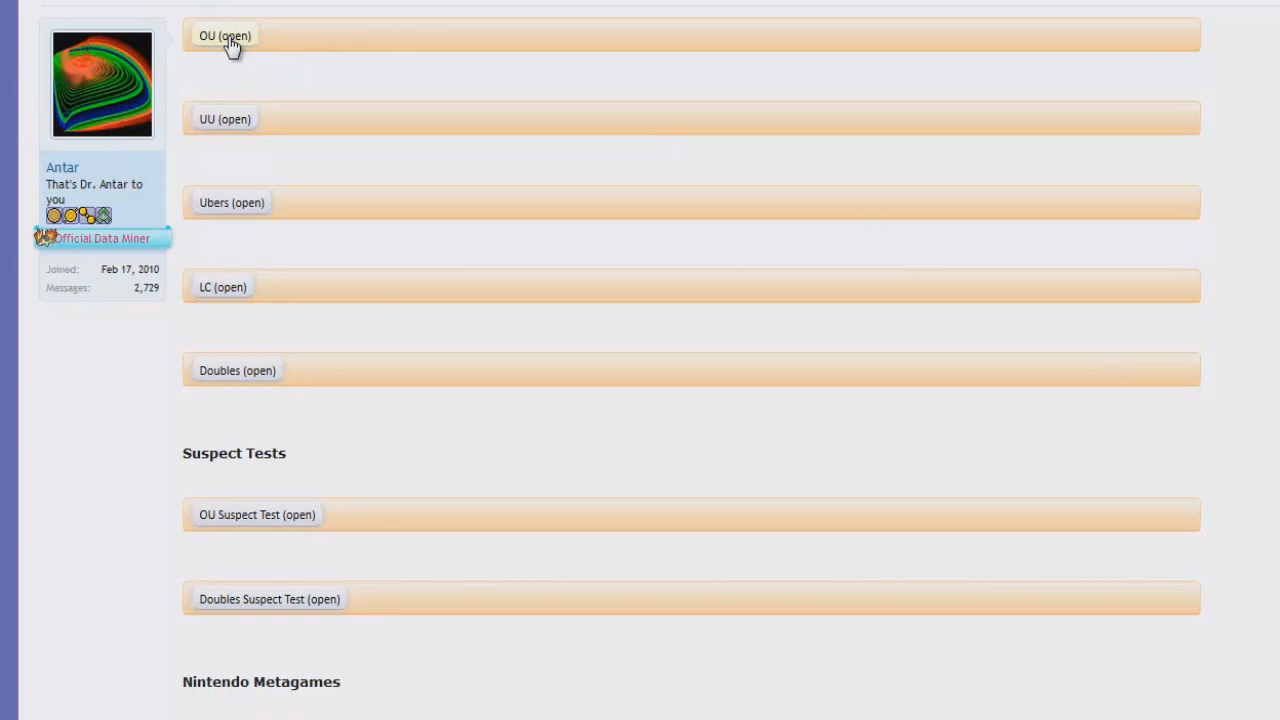 OU (open)
UU (open)
Antar
That's Dr. Antar to
you
Ubers (open)
Official Data Miner
Joined: Feb 17, 2010
Messages: 2,729
LC (open)
Doubles (open)
Suspect Tests
OU Suspect Test (open)
Doubles Suspect Test (open)
Nintendo Metagames